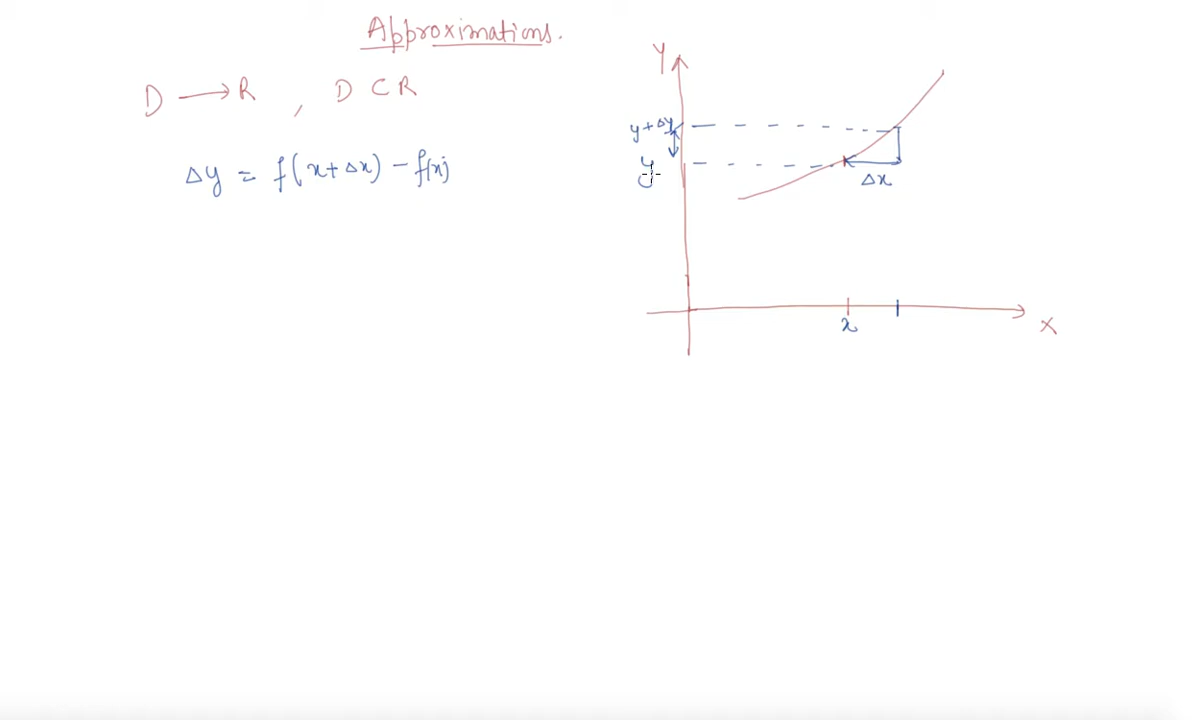 Approximations.
D → R , D ⊂ R
Δy = f(x+Δx) - f(x)
Y
y+Δy
y
Δx
x
X